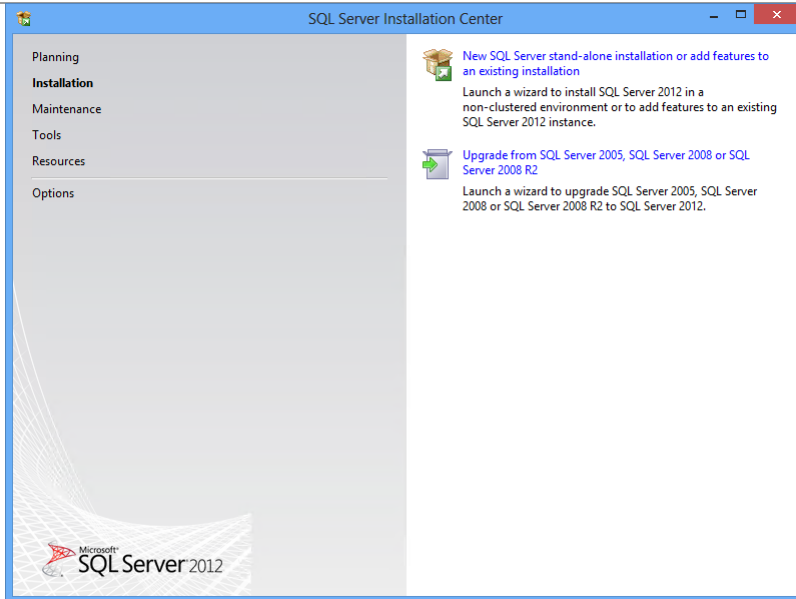 SQL Server Installation Center
Planning
Installation
Maintenance
Tools
Resources
Options
New SQL Server stand-alone installation or add features to
an existing installation
Launch a wizard to install SQL Server 2012 in a
non-clustered environment or to add features to an existing
SQL Server 2012 instance.
Upgrade from SQL Server 2005, SQL Server 2008 or SQL
Server 2008 R2
Launch a wizard to upgrade SQL Server 2005, SQL Server
2008 or SQL Server 2008 R2 to SQL Server 2012.
Microsoft®
SQL Server 2012